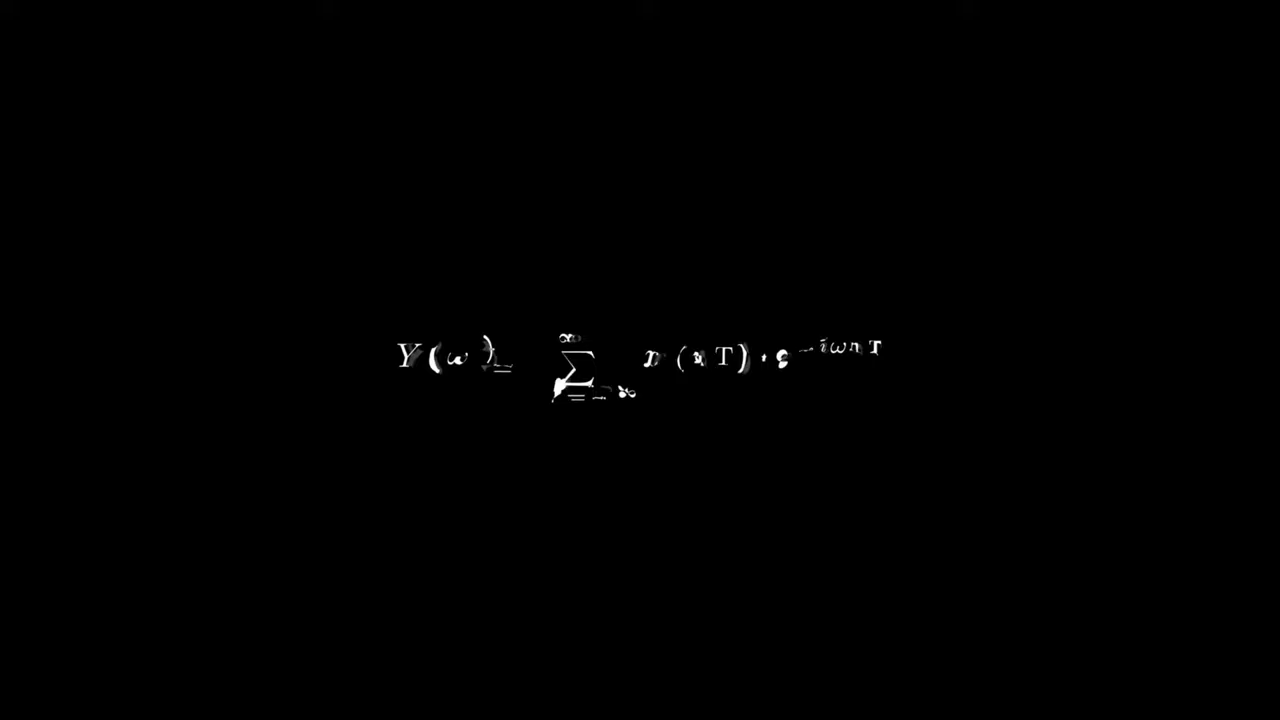 Y(ω) = ∑_{n=-∞}^{∞} x(nT) · e^{-iωnT}